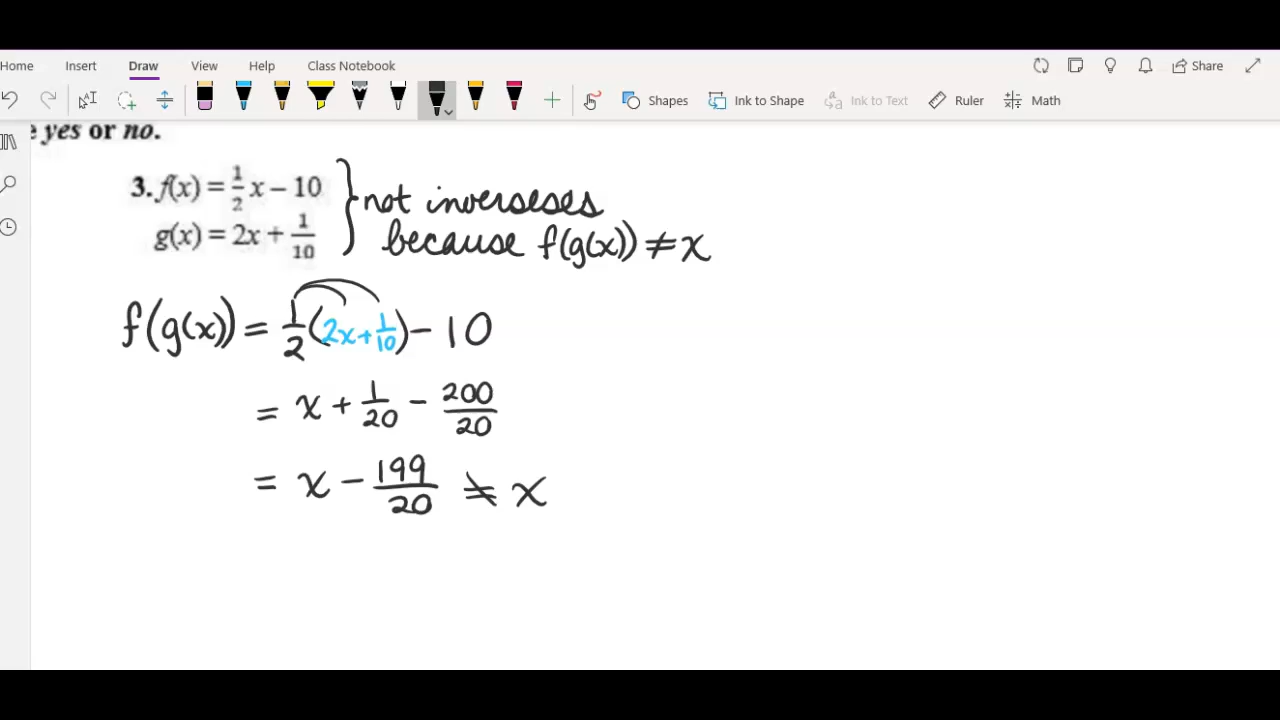 Home Insert Draw View Help Class Notebook Share
Shapes Ink to Shape Ink to Text Ruler Math
e yes or no.
3. f(x) = 1/2 x − 10
g(x) = 2x + 1/10
not inverseses
because f(g(x)) ≠ x
f(g(x)) = 1/2(2x + 1/10) − 10
= x + 1/20 − 200/20
= x − 199/20 ≠ x